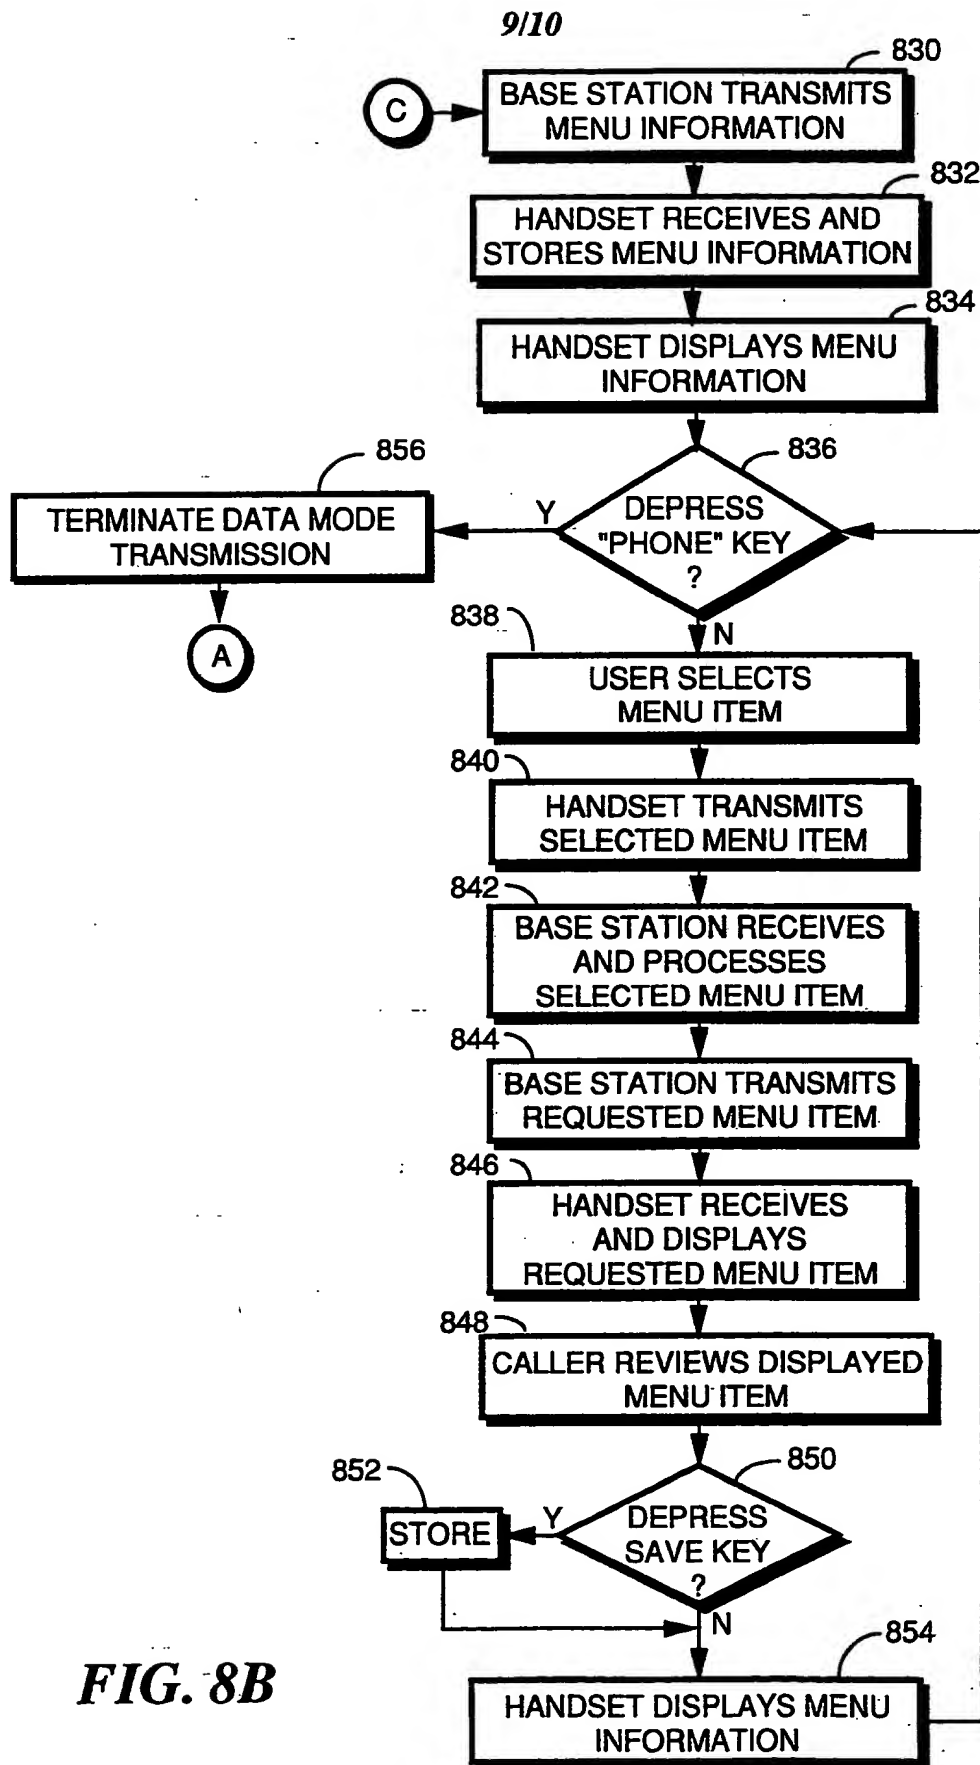 9/10
830
C
BASE STATION TRANSMITS
MENU INFORMATION
832
HANDSET RECEIVES AND
STORES MENU INFORMATION
834
HANDSET DISPLAYS MENU
INFORMATION
836
DEPRESS
"PHONE" KEY
?
Y
N
856
TERMINATE DATA MODE
TRANSMISSION
A
838
USER SELECTS
MENU ITEM
840
HANDSET TRANSMITS
SELECTED MENU ITEM
842
BASE STATION RECEIVES
AND PROCESSES
SELECTED MENU ITEM
844
BASE STATION TRANSMITS
REQUESTED MENU ITEM
846
HANDSET RECEIVES
AND DISPLAYS
REQUESTED MENU ITEM
848
CALLER REVIEWS DISPLAYED
MENU ITEM
850
DEPRESS
SAVE KEY
?
Y
N
852
STORE
854
HANDSET DISPLAYS MENU
INFORMATION
FIG. 8B